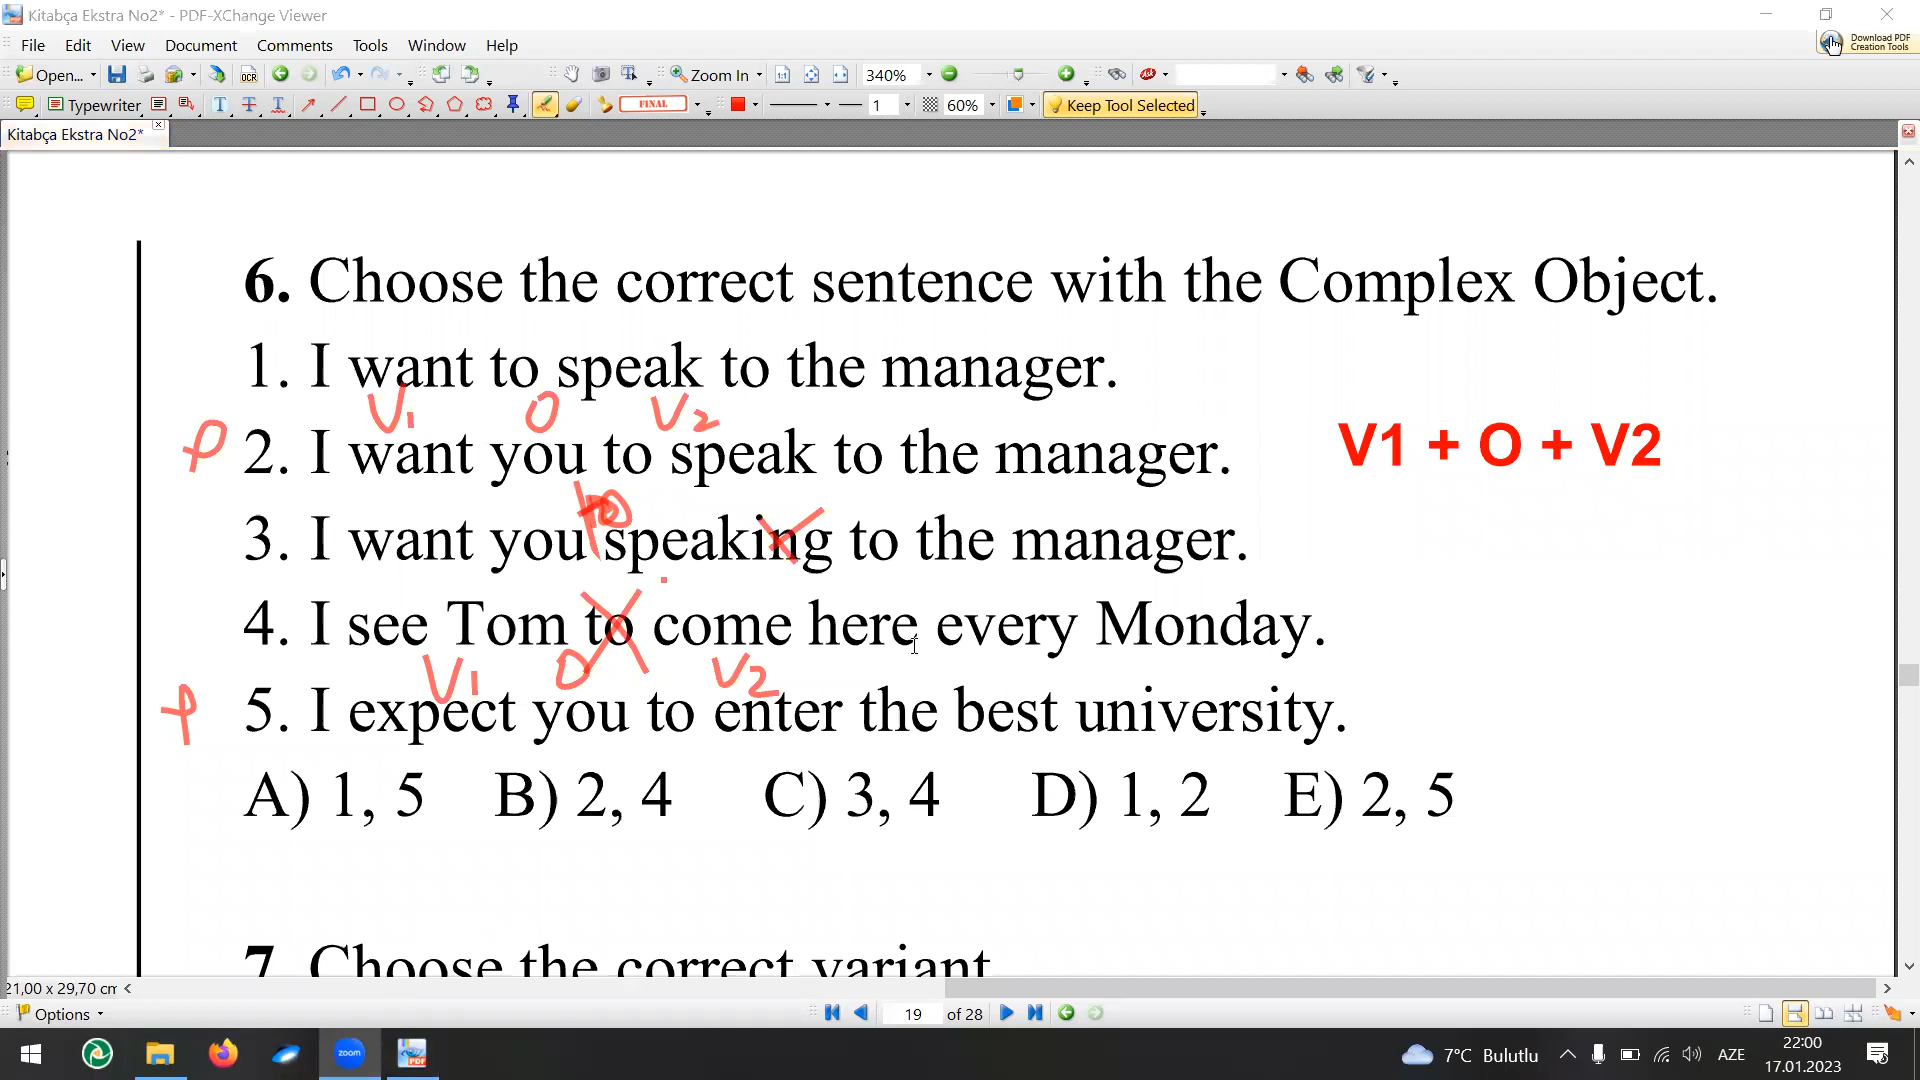 Kitabça Ekstra No2* - PDF-XChange Viewer
File Edit View Document Comments Tools Window Help
Download PDF Creation Tools
Open... OCR Zoom In 340%
Typewriter FINAL 1 60% Keep Tool Selected
Kitabça Ekstra No2*
6. Choose the correct sentence with the Complex Object.
1. I want to speak to the manager.
V1 O V2
2. I want you to speak to the manager.
V1 + O + V2
to
3. I want you speaking to the manager.
4. I see Tom to come here every Monday.
V1 O V2
5. I expect you to enter the best university.
A) 1, 5 B) 2, 4 C) 3, 4 D) 1, 2 E) 2, 5
7. Choose the correct variant
21,00 x 29,70 cm
Options 19 of 28
zoom PDF 7°C Bulutlu AZE 22:00
17.01.2023